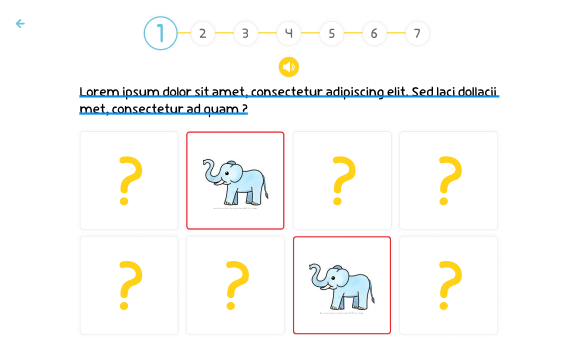 1 2 3 4 5 6 7
Lorem ipsum dolor sit amet, consectetur adipiscing elit. Sed laci dollacii
met, consectetur ad quam ?
? ? ?
? ? ?